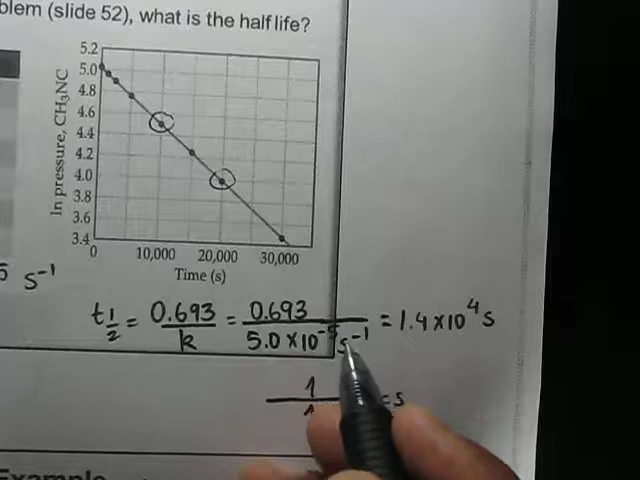 blem (slide 52), what is the half life?
ln pressure, CH₃NC
5.2
5.0
4.8
4.6
4.4
4.2
4.0
3.8
3.6
3.4
0 10,000 20,000 30,000
Time (s)
5 s⁻¹
t½ = 0.693/k = 0.693/5.0×10⁻⁵ s⁻¹ = 1.4×10⁴ s
1
= s
Example